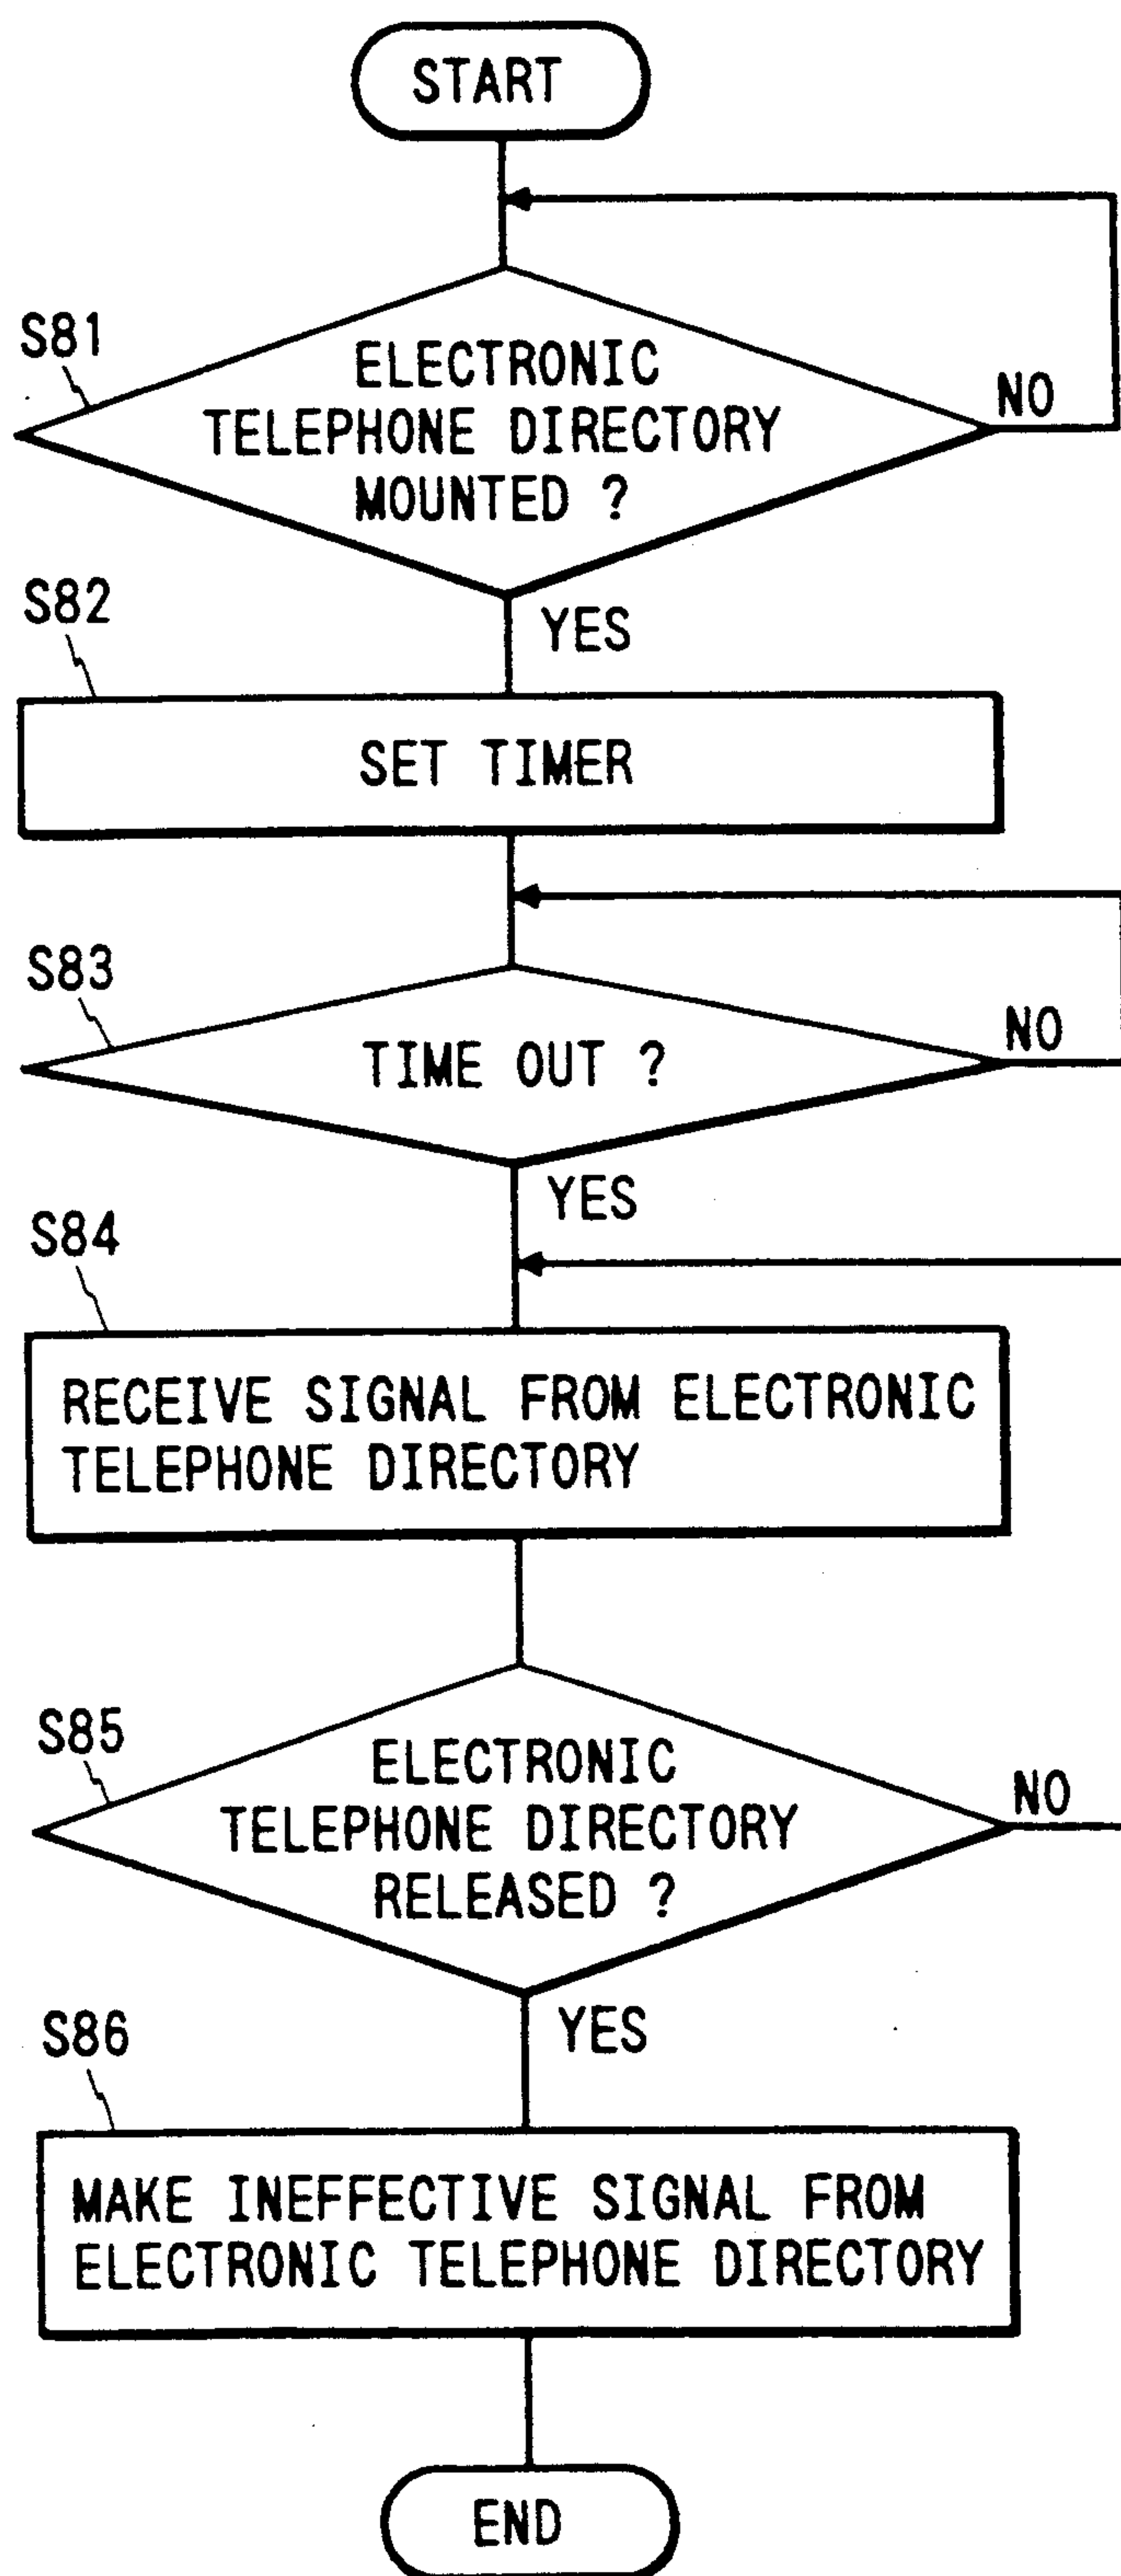 START
S81
ELECTRONIC
TELEPHONE DIRECTORY
MOUNTED ?
NO
YES
S82
SET TIMER
S83
TIME OUT ?
NO
YES
S84
RECEIVE SIGNAL FROM ELECTRONIC
TELEPHONE DIRECTORY
S85
ELECTRONIC
TELEPHONE DIRECTORY
RELEASED ?
NO
YES
S86
MAKE INEFFECTIVE SIGNAL FROM
ELECTRONIC TELEPHONE DIRECTORY
END